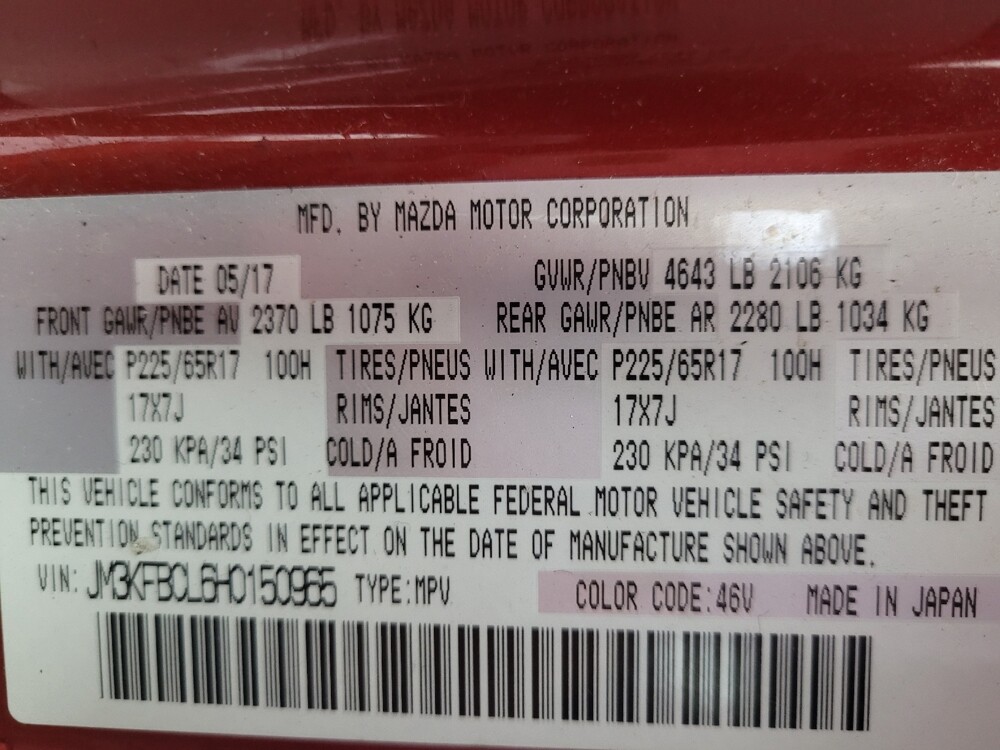 MFD. BY MAZDA MOTOR CORPORATION
DATE 05/17 GVWR/PNBV 4643 LB 2106 KG
FRONT GAWR/PNBE AV 2370 LB 1075 KG REAR GAWR/PNBE AR 2280 LB 1034 KG
WITH/AVEC P225/65R17 100H TIRES/PNEUS WITH/AVEC P225/65R17 100H TIRES/PNEUS
17X7J RIMS/JANTES 17X7J RIMS/JANTES
230 KPA/34 PSI COLD/A FROID 230 KPA/34 PSI COLD/A FROID
THIS VEHICLE CONFORMS TO ALL APPLICABLE FEDERAL MOTOR VEHICLE SAFETY AND THEFT
PREVENTION STANDARDS IN EFFECT ON THE DATE OF MANUFACTURE SHOWN ABOVE.
VIN: JM3KFBCL6H0150965 TYPE:MPV COLOR CODE:46V MADE IN JAPAN